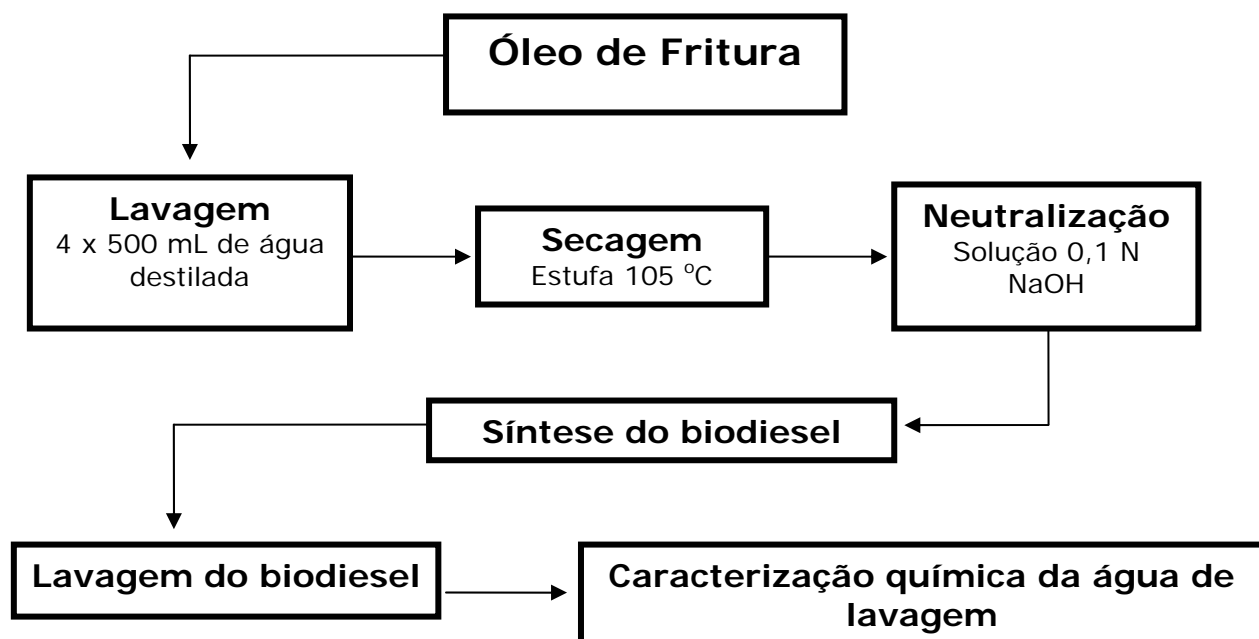 Óleo de Fritura
Lavagem
4 x 500 mL de água
destilada
Secagem
Estufa 105 ºC
Neutralização
Solução 0,1 N
NaOH
Síntese do biodiesel
Lavagem do biodiesel
Caracterização química da água de
lavagem